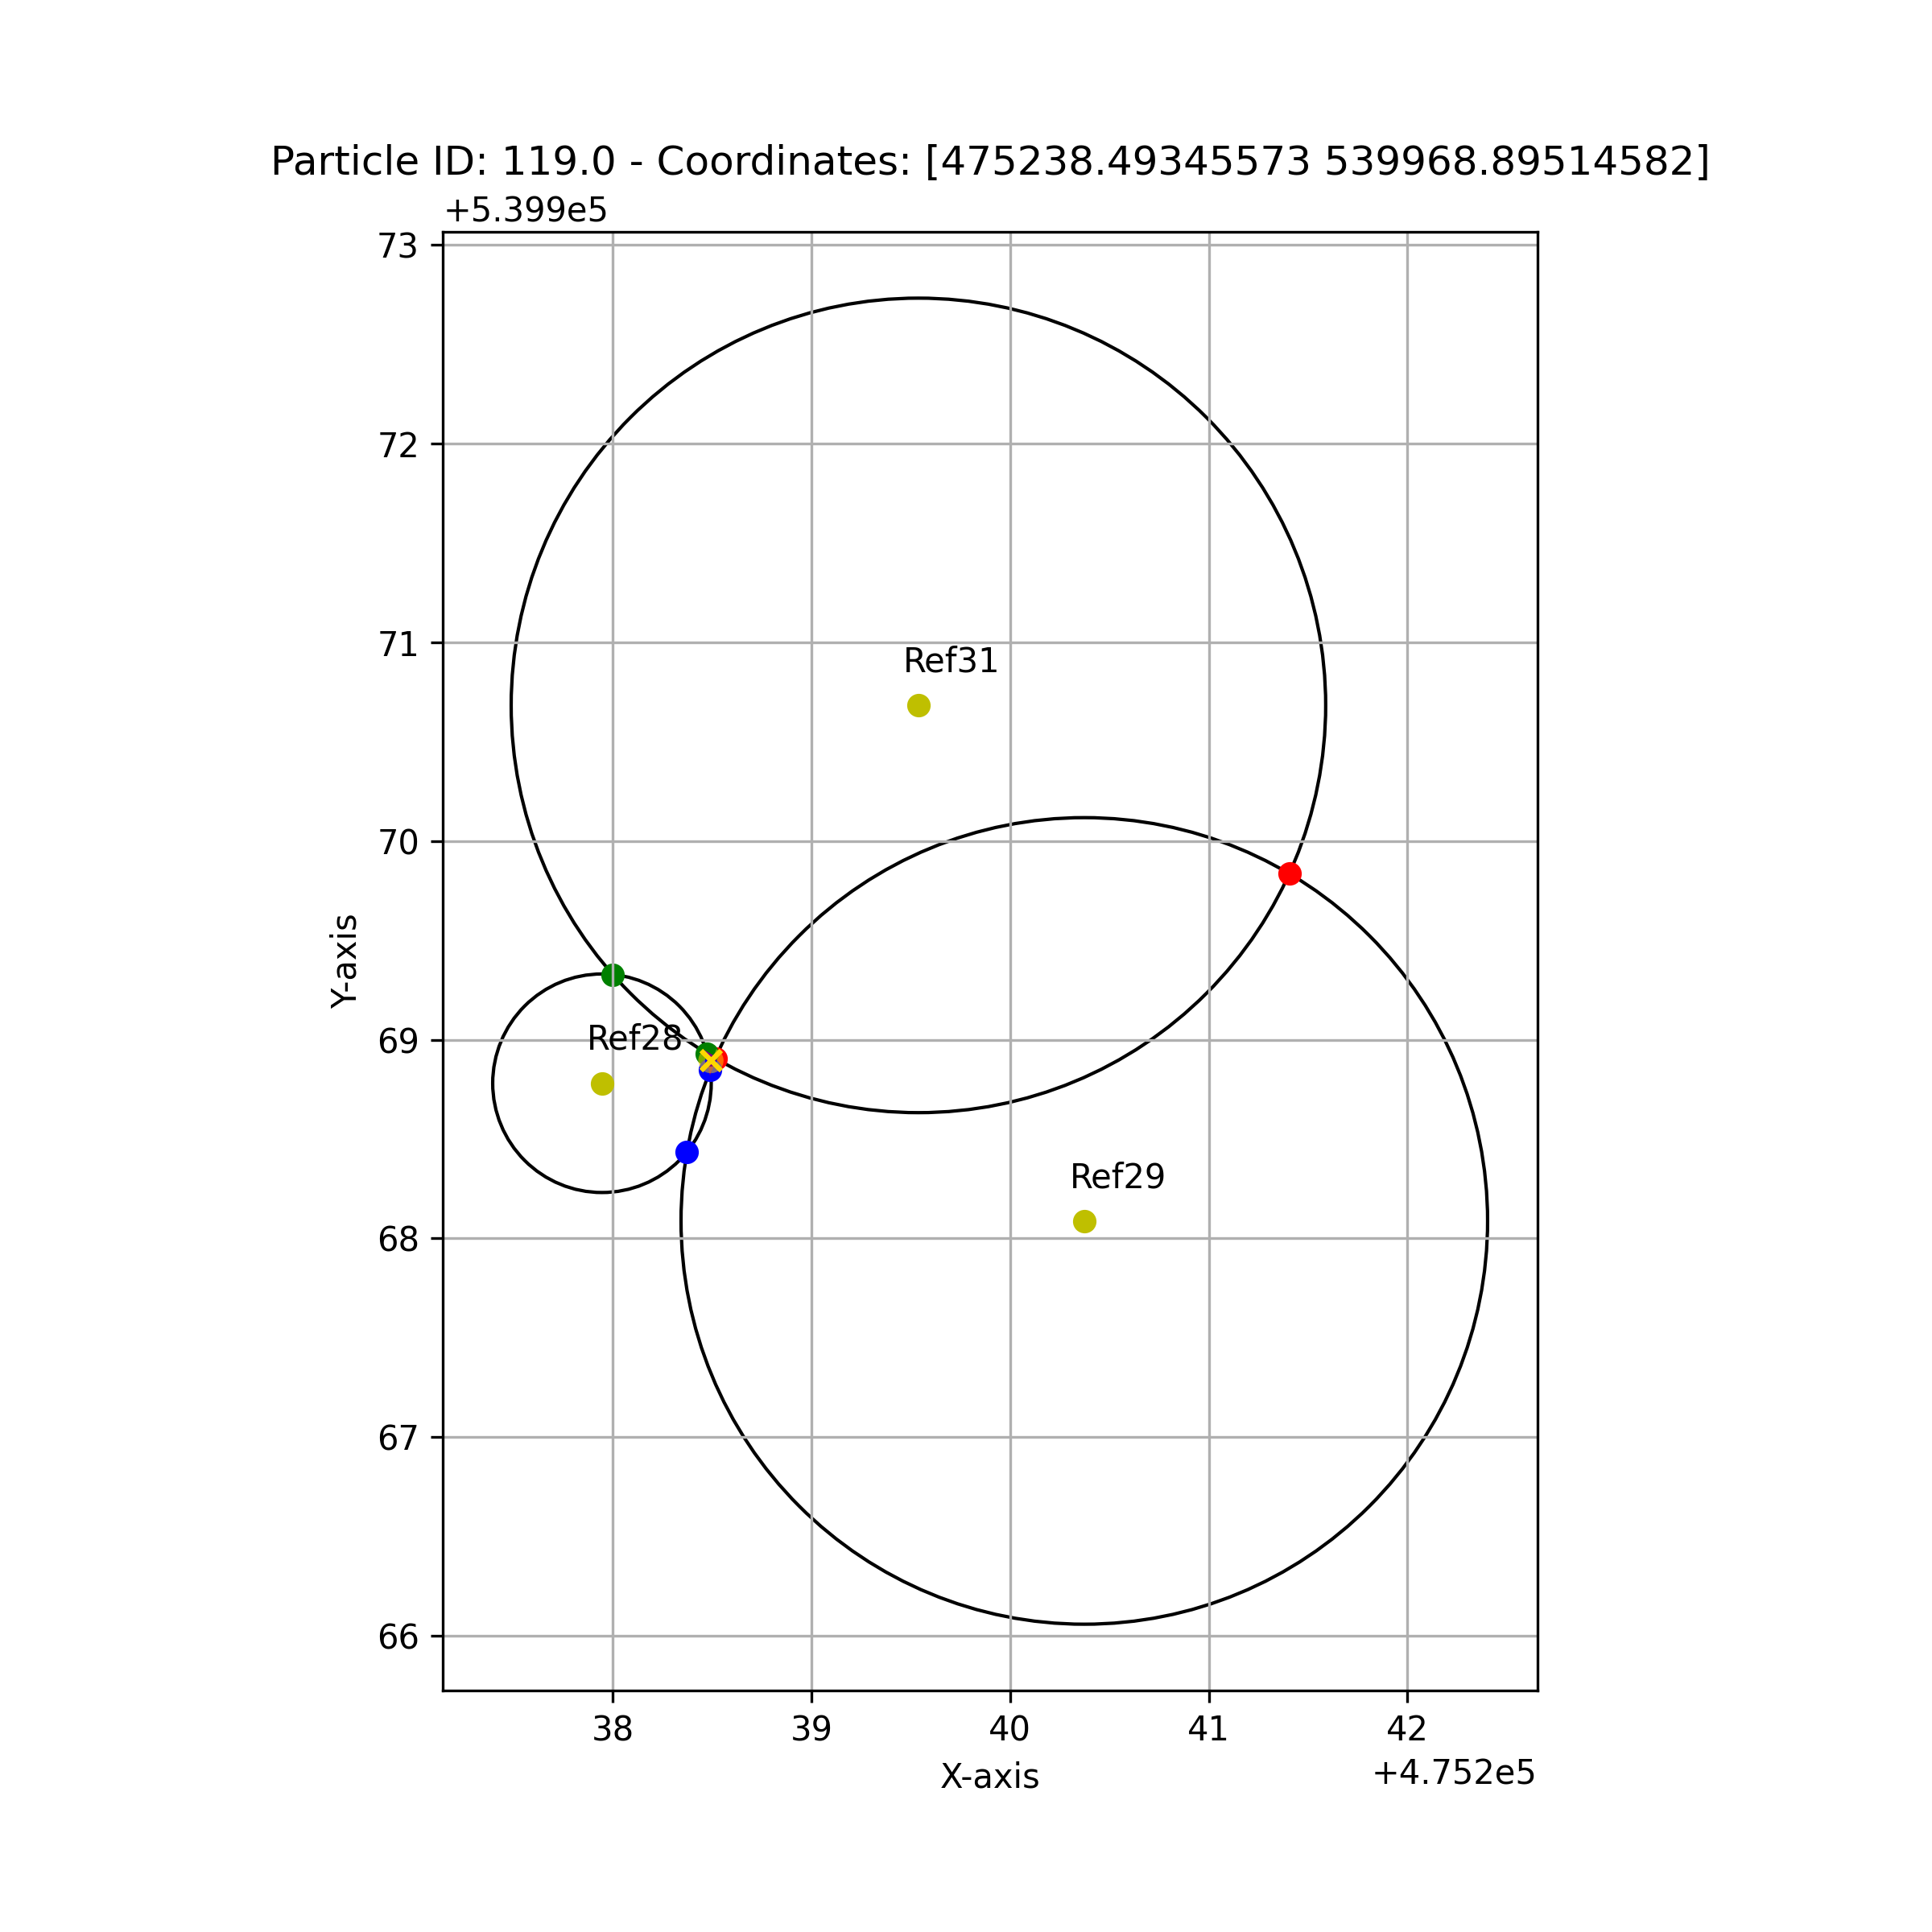 Particle ID: 119.0 - Coordinates: [475238.49345573 539968.89514582]
+5.399e5
73
72
71
70
69
68
67
66
Y-axis
Ref31
Ref28
Ref29
38 39 40 41 42
X-axis
+4.752e5